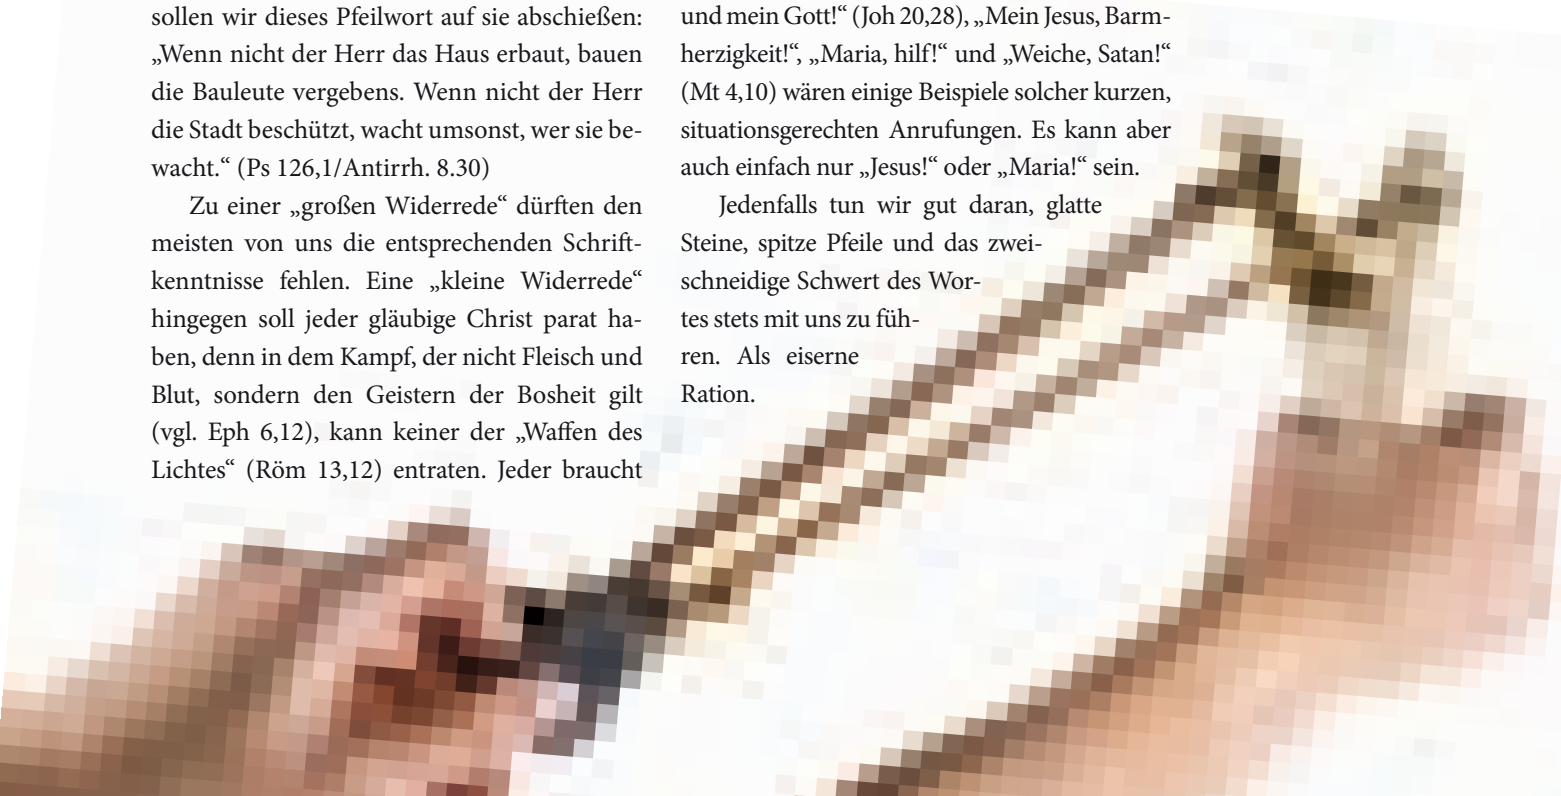 sollen wir dieses Pfeilwort auf sie abschießen:
„Wenn nicht der Herr das Haus erbaut, bauen
die Bauleute vergebens. Wenn nicht der Herr
die Stadt beschützt, wacht umsonst, wer sie be-
wacht.“ (Ps 126,1/Antirrh. 8.30)
Zu einer „großen Widerrede“ dürften den
meisten von uns die entsprechenden Schrift-
kenntnisse fehlen. Eine „kleine Widerrede“
hingegen soll jeder gläubige Christ parat ha-
ben, denn in dem Kampf, der nicht Fleisch und
Blut, sondern den Geistern der Bosheit gilt
(vgl. Eph 6,12), kann keiner der „Waffen des
Lichtes“ (Röm 13,12) entraten. Jeder braucht
und mein Gott!“ (Joh 20,28), „Mein Jesus, Barm-
herzigkeit!“, „Maria, hilf!“ und „Weiche, Satan!“
(Mt 4,10) wären einige Beispiele solcher kurzen,
situationsgerechten Anrufungen. Es kann aber
auch einfach nur „Jesus!“ oder „Maria!“ sein.
Jedenfalls tun wir gut daran, glatte
Steine, spitze Pfeile und das zwei-
schneidige Schwert des Wor-
tes stets mit uns zu füh-
ren. Als eiserne
Ration.